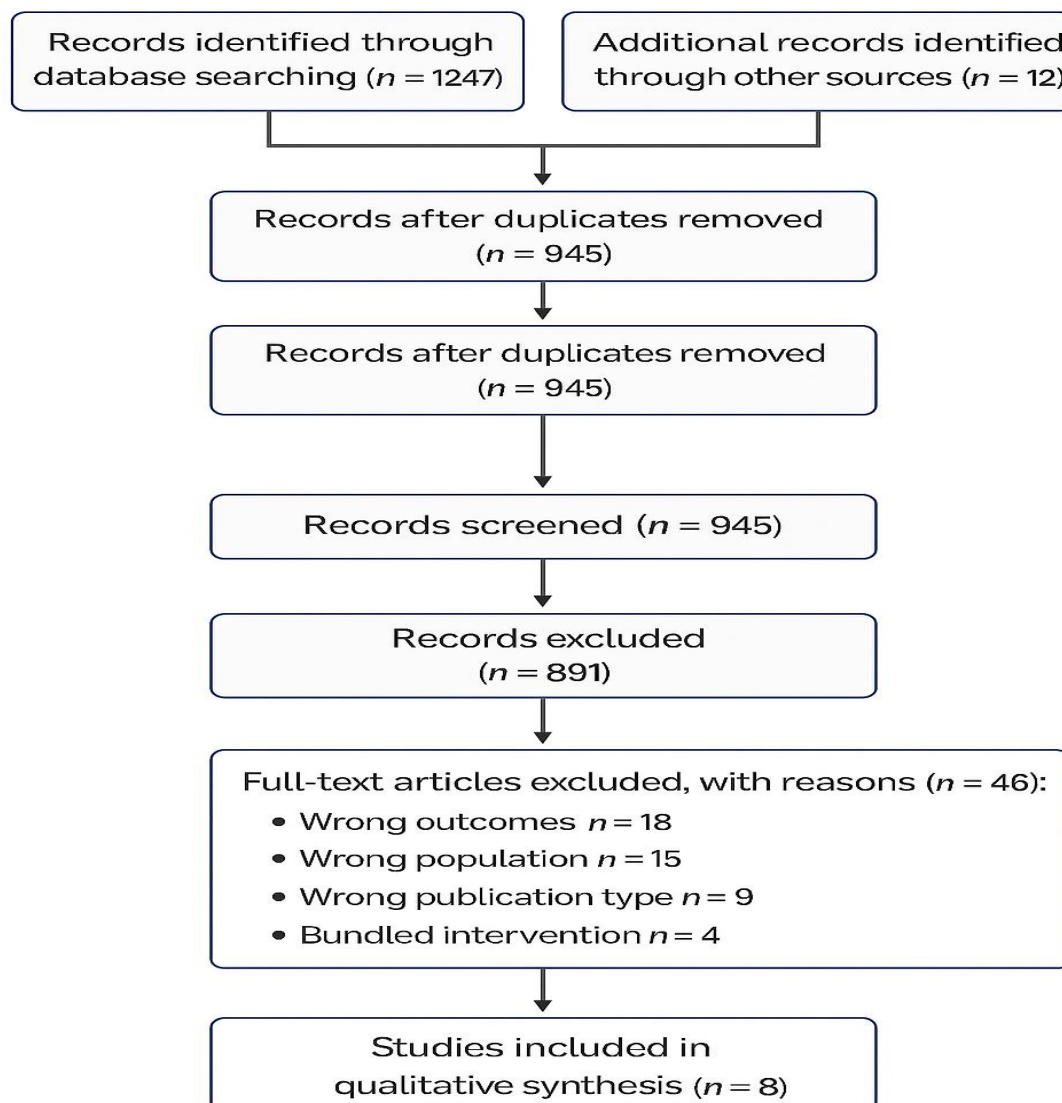 Records identified through
database searching (n = 1247)
Additional records identified
through other sources (n = 12)
Records after duplicates removed
(n = 945)
Records after duplicates removed
(n = 945)
Records screened (n = 945)
Records excluded
(n = 891)
Full-text articles excluded, with reasons (n = 46):
• Wrong outcomes n = 18
• Wrong population n = 15
• Wrong publication type n = 9
• Bundled intervention n = 4
Studies included in
qualitative synthesis (n = 8)